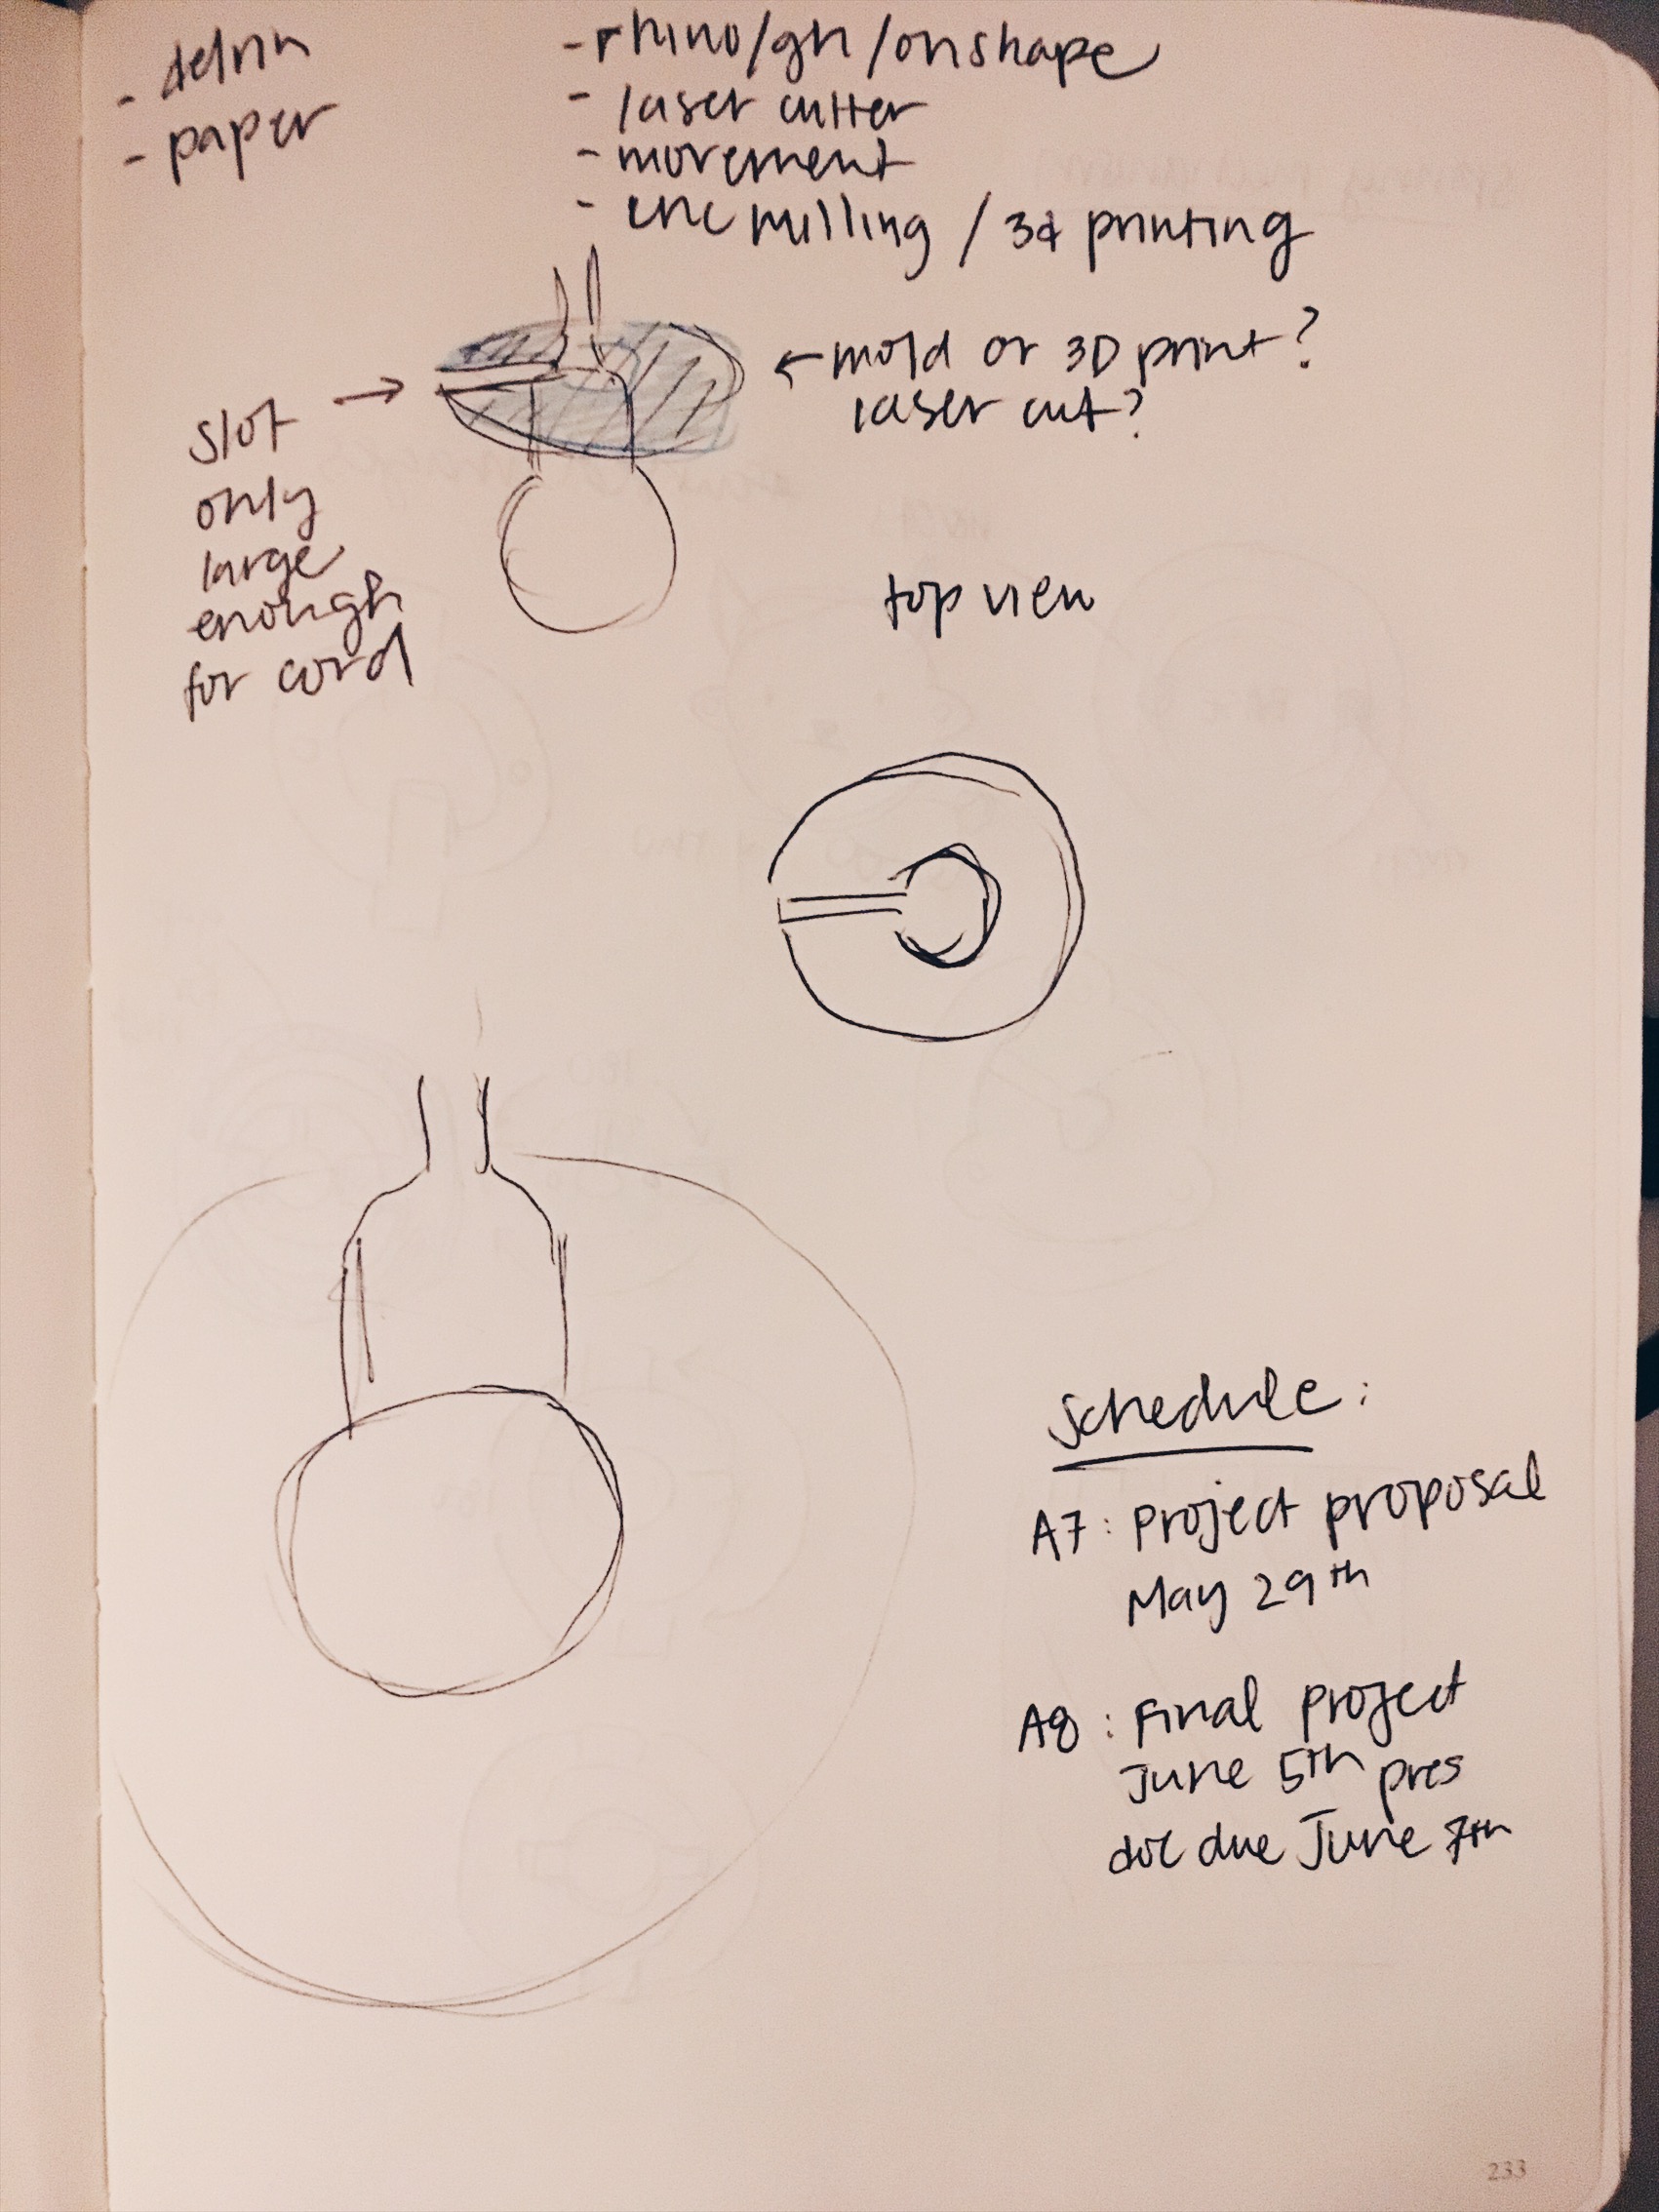 - delrin
- paper
- rhino/gh/onshape
- laser cutter
- movement
- cnc milling / 3d printing
← mold or 3D print?
laser cut?
slot →
only
large
enough
for cord
top view
Schedule:
A7: Project proposal
May 29th
A8: Final project
June 5th pres
doc due June 7th
233